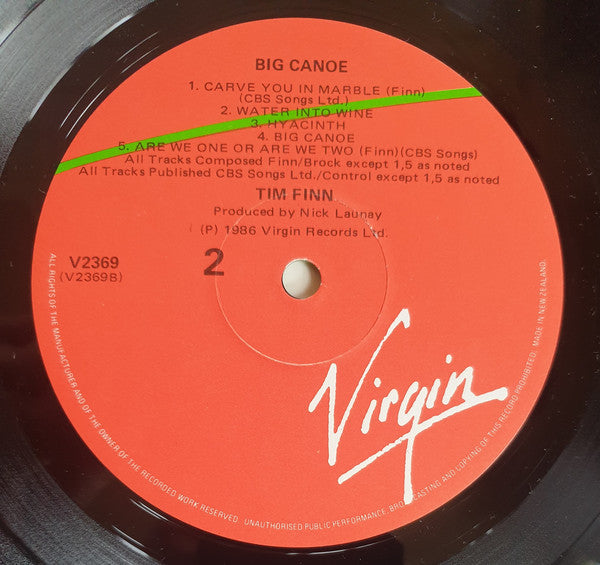 BIG CANOE
1. CARVE YOU IN MARBLE (Finn)
(CBS Songs Ltd.)
2. WATER INTO WINE
3. HYACINTH
4. BIG CANOE
5. ARE WE ONE OR ARE WE TWO (Finn)(CBS Songs)
All Tracks Composed Finn/Brock except 1,5 as noted
All Tracks Published CBS Songs Ltd./Control except 1,5 as noted
TIM FINN
Produced by Nick Launay
(P) 1986 Virgin Records Ltd.
V2369
(V2369B)
2
Virgin
ALL RIGHTS OF THE MANUFACTURER AND OF THE OWNER OF THE RECORDED WORK RESERVED. UNAUTHORISED PUBLIC PERFORMANCE, BROADCASTING AND COPYING OF THIS RECORD PROHIBITED. MADE IN NEW ZEALAND.